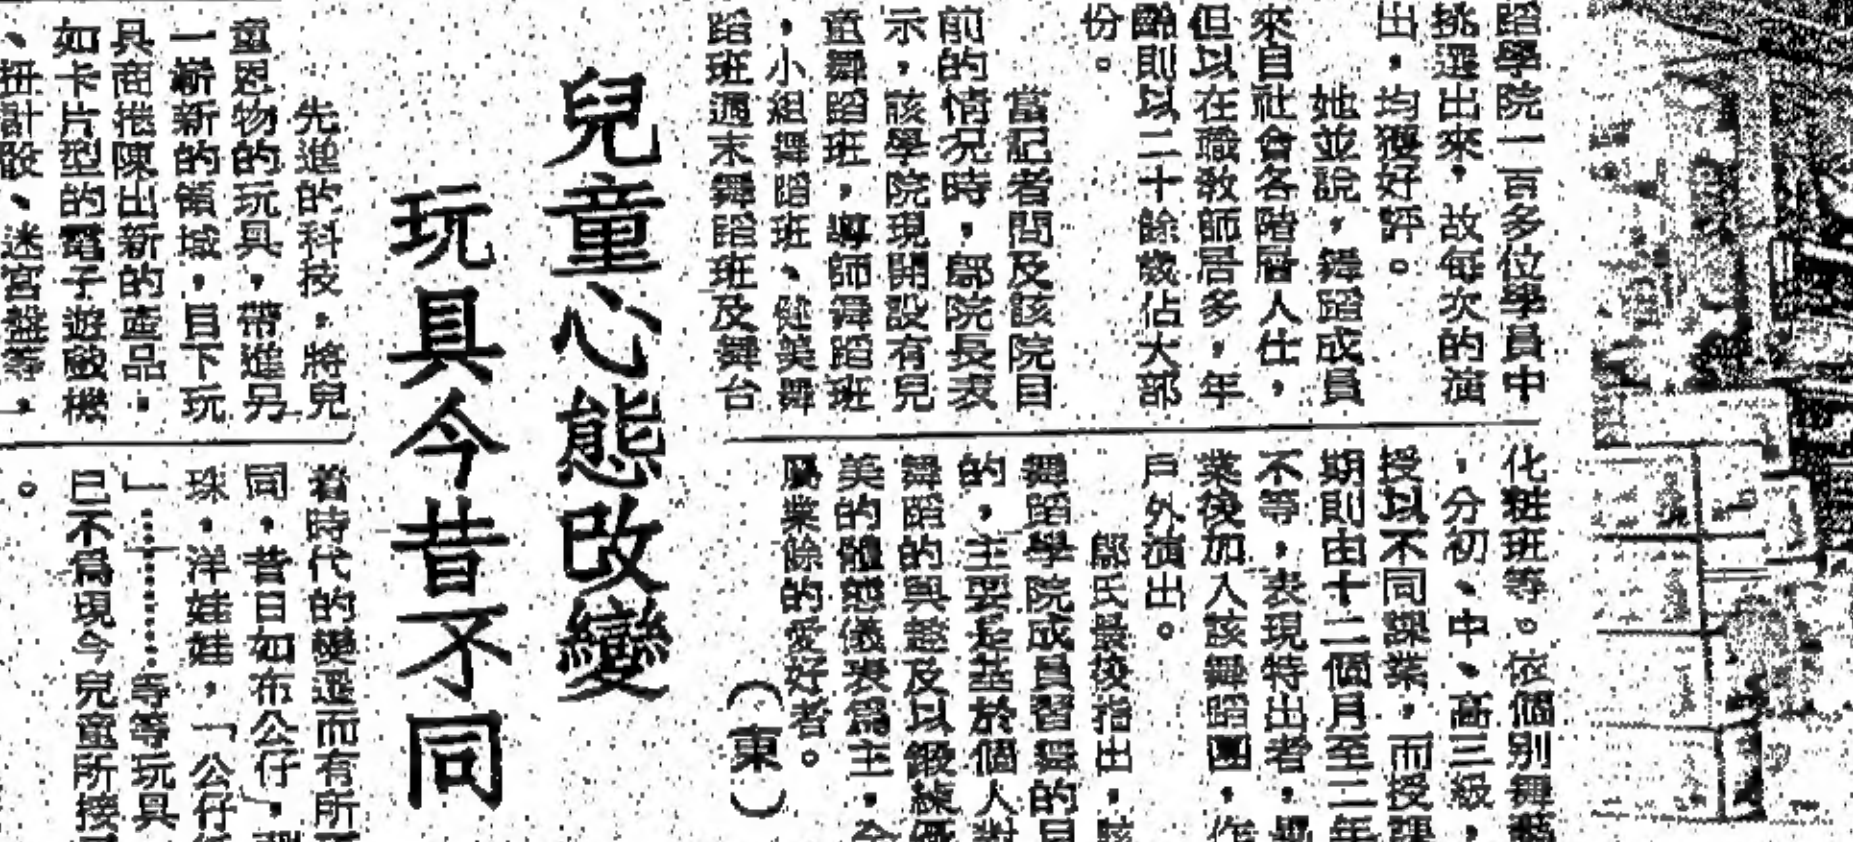 蹈學院一百多位學員中
挑選出來，故每次的演
出，均獲好評。
她並說，舞蹈成員
來自社會各階層人仕，
但以在職教師居多，年
齡則以二十餘歲佔大部
份。
當記者問及該院目
前的情况時，鄔院長表
示，該學院現開設有兒
童舞蹈班，導師舞蹈班
，小組舞蹈班、健美舞
蹈班週末舞蹈班及舞台
化粧班等。依個別舞
，分初、中、高三級，
授以不同課業，而授課
期則由十二個月至二年
不等，表現特出者，畢
業後加入該舞蹈團，作
戶外演出。
鄔氏最後指出，該
舞蹈學院成員習舞的目
的，主要是基於個人對
舞蹈的興趣及以鍛練優
美的體態儀表爲主，
屬業餘的愛好者。
（東）
兒童心態改變
玩具今昔不同
先進的科技，將兒
童恩物的玩具，帶進另
一嶄新的領域，目下玩
具商推陳出新的產品，
如卡片型的電子遊戲機
、扭計骰、迷宮盤等，
着時代的變遷而有所
同，昔日如布公仔，
珠，洋娃娃，「公仔
」………等等玩具
已不爲現今兒童所接
。